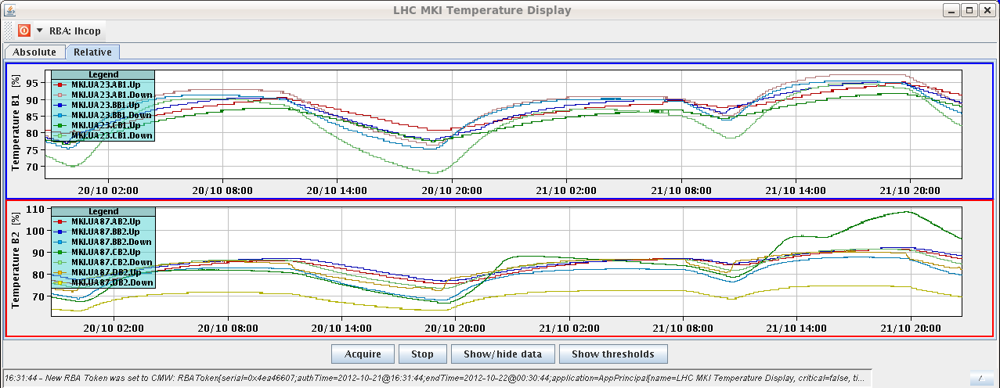 LHC MKI Temperature Display
RBA: lhcop
Absolute Relative
Temperature B1 [%]
95
90
85
80
75
70
Legend
MKI.UA23.AB1.Up
MKI.UA23.AB1.Down
MKI.UA23.BB1.Up
MKI.UA23.BB1.Down
MKI.UA23.CB1.Up
MKI.UA23.CB1.Down
20/10 02:00 20/10 08:00 20/10 14:00 20/10 20:00 21/10 02:00 21/10 08:00 21/10 14:00 21/10 20:00
Temperature B2 [%]
110
100
90
80
70
Legend
MKI.UA87.AB2.Up
MKI.UA87.BB2.Up
MKI.UA87.BB2.Down
MKI.UA87.CB2.Up
MKI.UA87.CB2.Down
MKI.UA87.DB2.Up
MKI.UA87.DB2.Down
20/10 02:00 20/10 08:00 20/10 14:00 20/10 20:00 21/10 02:00 21/10 08:00 21/10 14:00 21/10 20:00
Acquire Stop Show/hide data Show thresholds
16:31:44 - New RBA Token was set to CMW: RBAToken[serial=0x4ea46607;authTime=2012-10-21@16:31:44;endTime=2012-10-22@00:30:44;application=AppPrincipal[name=LHC MKI Temperature Display, critical=false, ti...